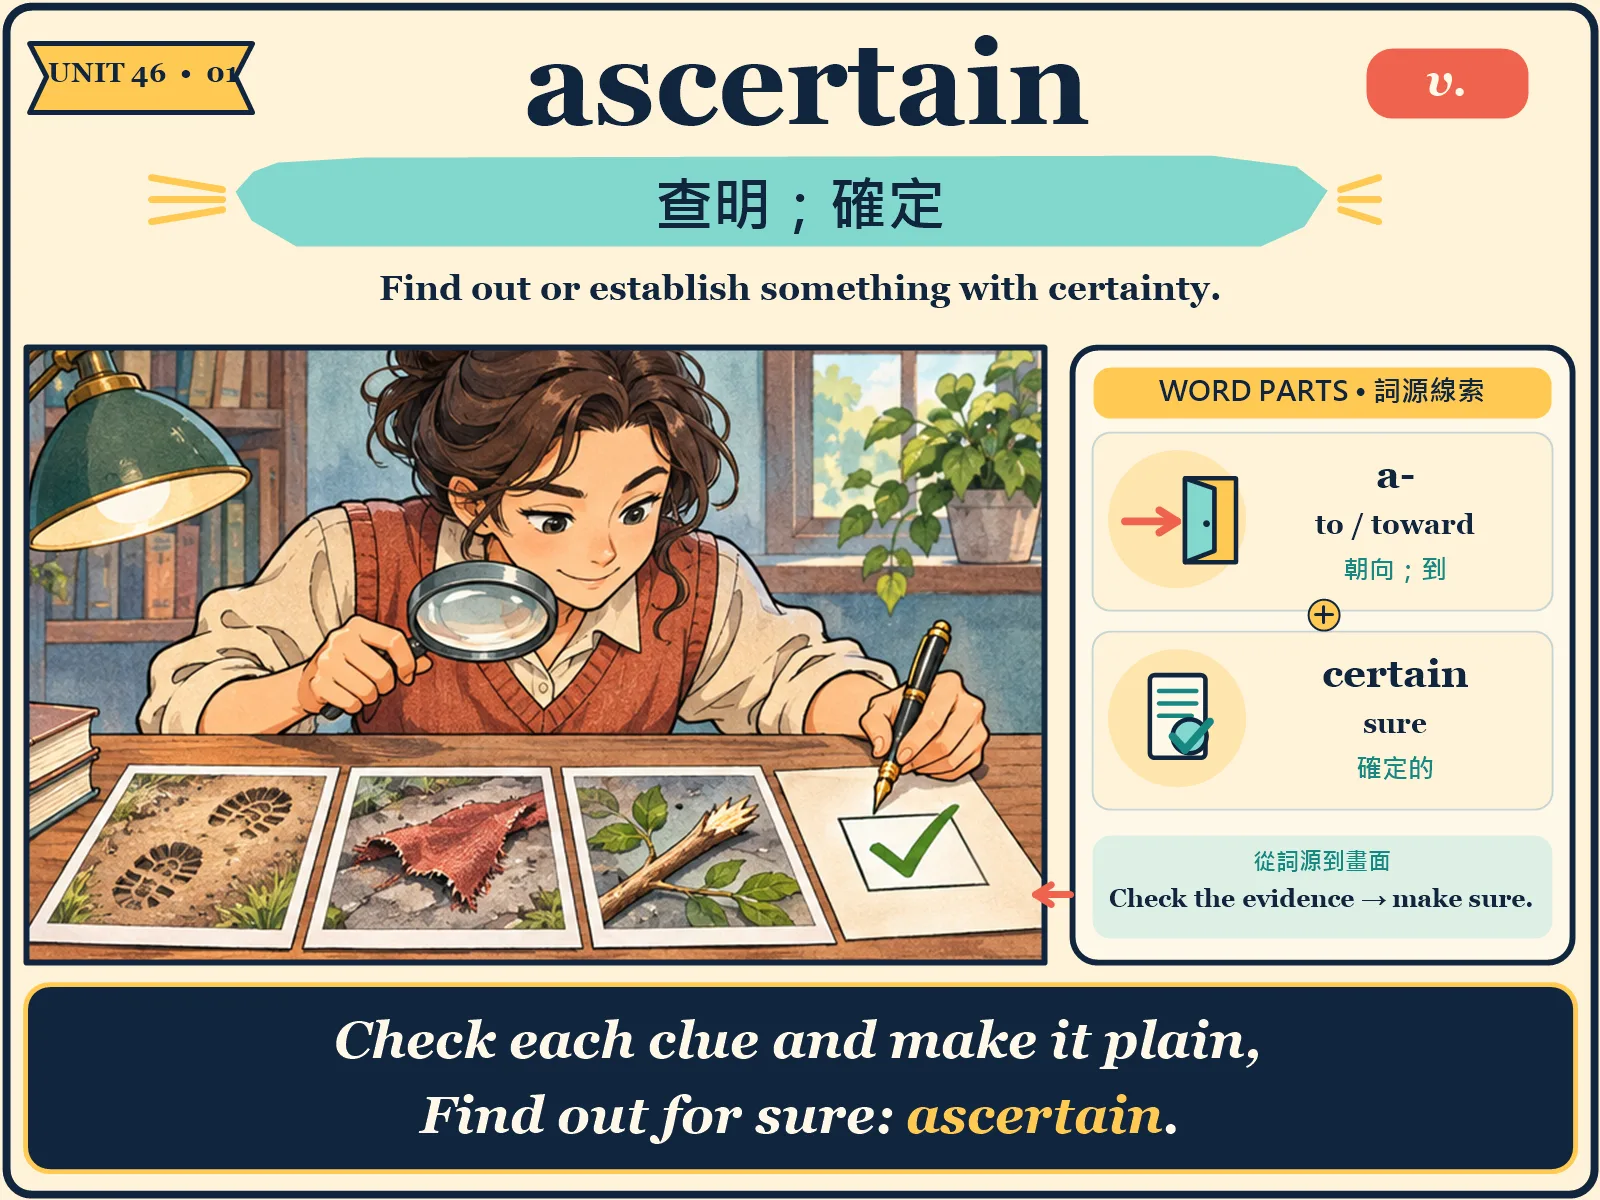 UNIT 46 • 01
ascertain
v.
查明；確定
Find out or establish something with certainty.
WORD PARTS • 詞源線索
a-
to / toward
朝向；到
+
certain
sure
確定的
從詞源到畫面
Check the evidence → make sure.
Check each clue and make it plain,
Find out for sure: ascertain.